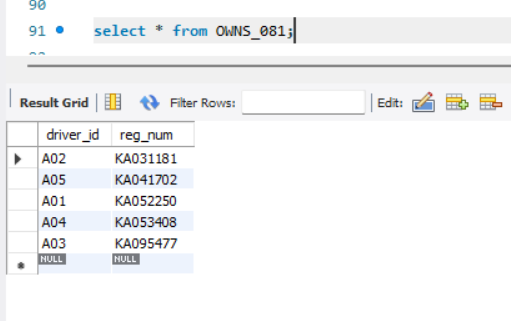 90
91 select * from OWNS_081;
Result Grid Filter Rows: Edit:
driver_id reg_num
A02 KA031181
A05 KA041702
A01 KA052250
A04 KA053408
A03 KA095477
NULL NULL